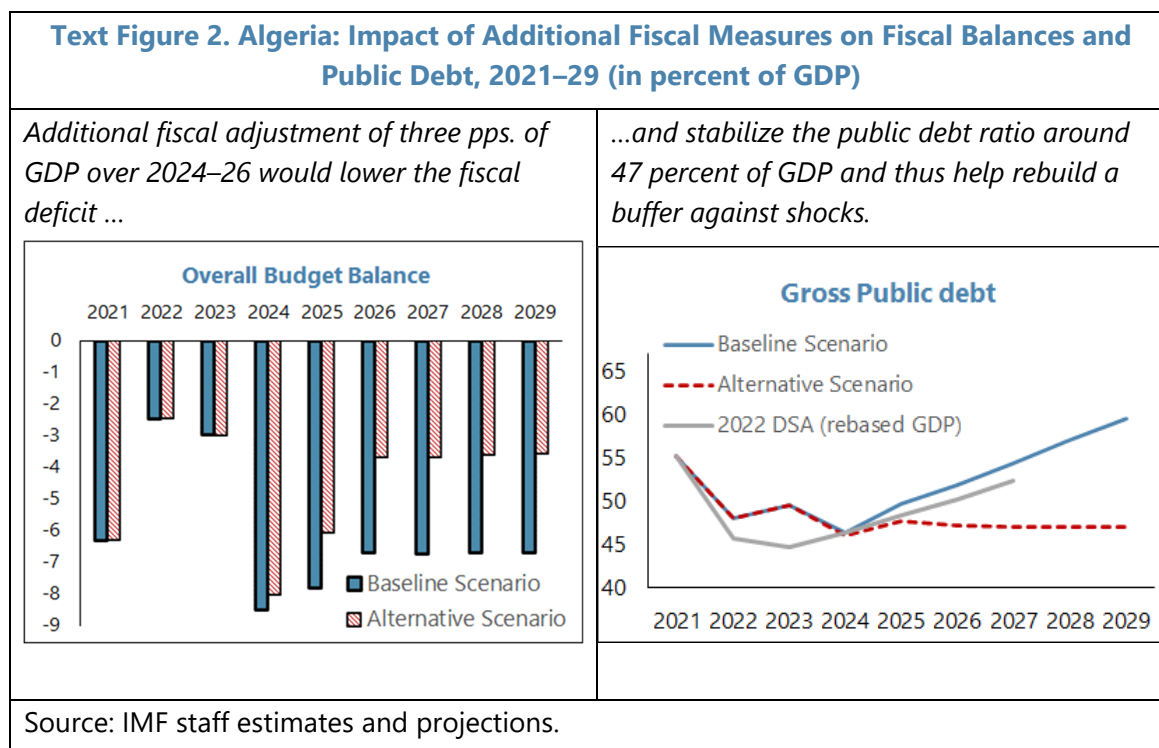 Text Figure 2. Algeria: Impact of Additional Fiscal Measures on Fiscal Balances and
Public Debt, 2021–29 (in percent of GDP)
Additional fiscal adjustment of three pps. of
GDP over 2024–26 would lower the fiscal
deficit ...
Overall Budget Balance
2021 2022 2023 2024 2025 2026 2027 2028 2029
0
-1
-2
-3
-4
-5
-6
-7
-8
-9
Baseline Scenario
Alternative Scenario
...and stabilize the public debt ratio around
47 percent of GDP and thus help rebuild a
buffer against shocks.
Gross Public debt
Baseline Scenario
Alternative Scenario
2022 DSA (rebased GDP)
65
60
55
50
45
40
2021 2022 2023 2024 2025 2026 2027 2028 2029
Source: IMF staff estimates and projections.